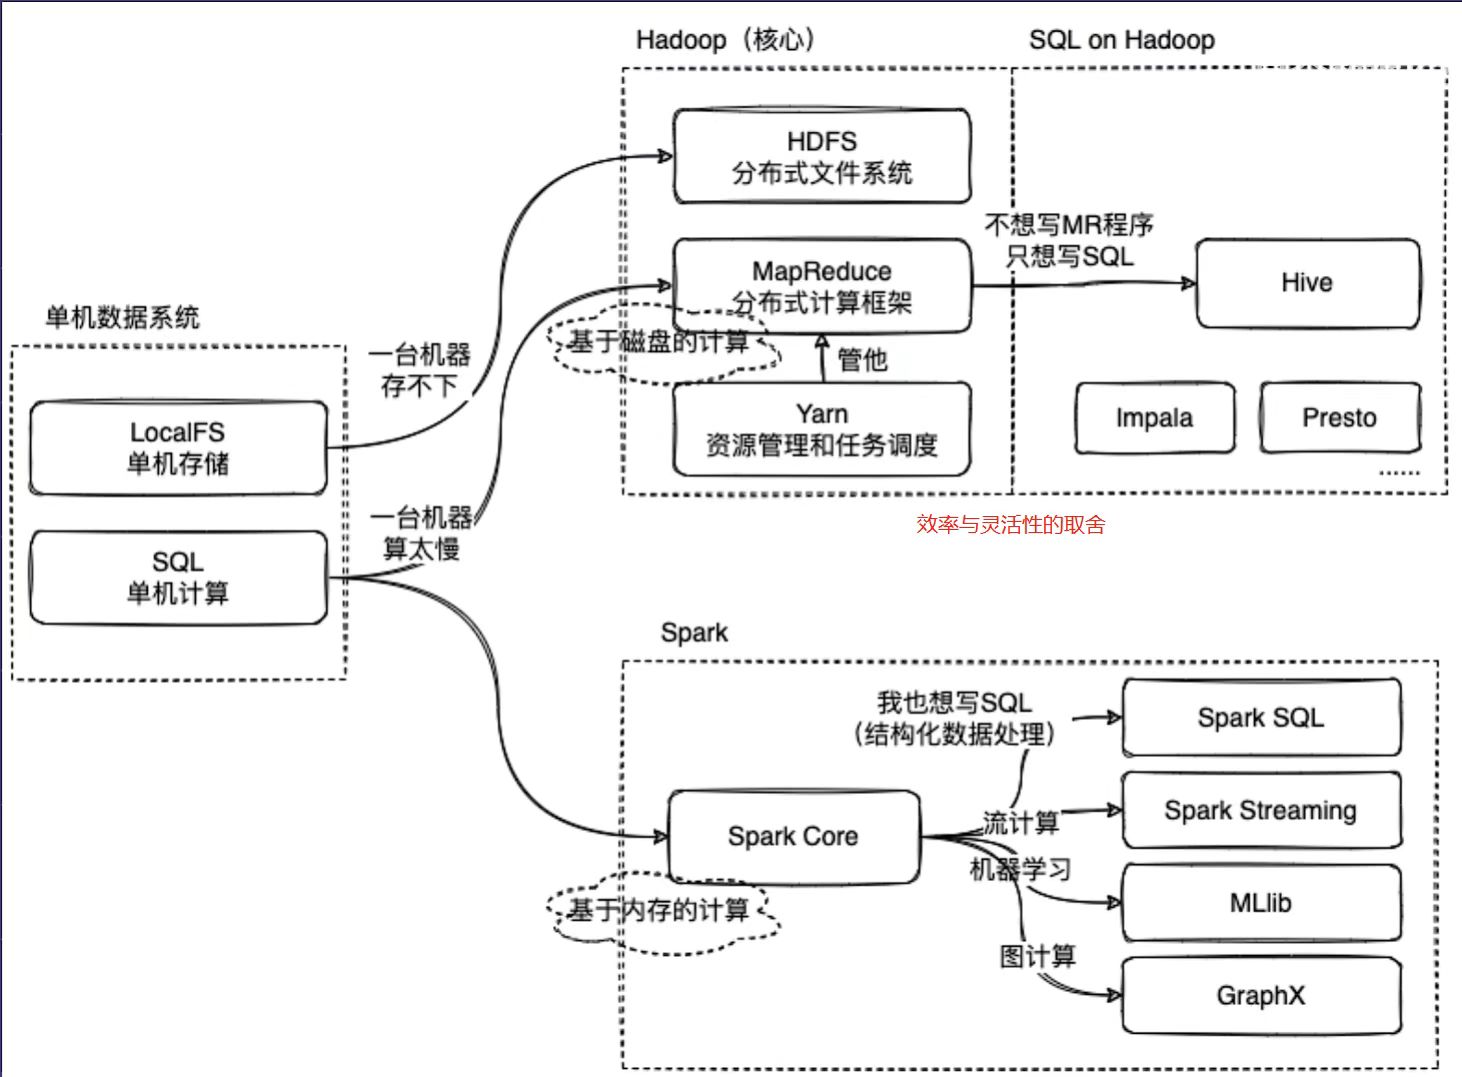 Hadoop（核心）
SQL on Hadoop
HDFS
分布式文件系统
MapReduce
分布式计算框架
基于磁盘的计算
管他
Yarn
资源管理和任务调度
不想写MR程序
只想写SQL
Hive
Impala
Presto
......
单机数据系统
LocalFS
单机存储
SQL
单机计算
一台机器
存不下
一台机器
算太慢
效率与灵活性的取舍
Spark
Spark Core
基于内存的计算
我也想写SQL
（结构化数据处理）
流计算
机器学习
图计算
Spark SQL
Spark Streaming
MLlib
GraphX